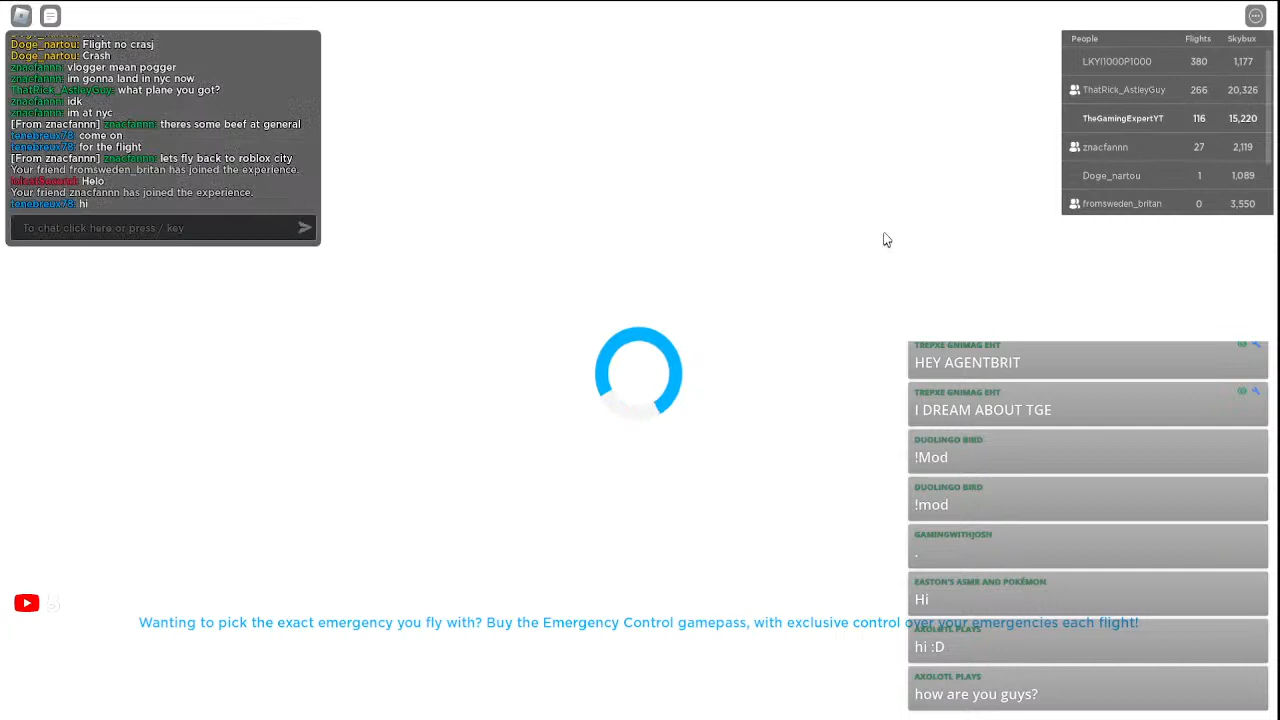 Doge_nartou: Flight no crasj
Doge_nartou: Crash
znacfannn: vlogger mean pogger
znacfannn: im gonna land in nyc now
ThatRick_AstleyGuy: what plane you got?
znacfannn: idk
znacfannn: im at nyc
[From znacfannn] znacfannn: theres some beef at general
tenebreux78: come on
tenebreux78: for the flight
[From znacfannn] znacfannn: lets fly back to roblox city
Your friend fromsweden_britan has joined the experience.
Helo
Your friend znacfannn has joined the experience.
tenebreux78: hi
To chat click here or press / key
People Flights Skybux
LKYI1000P1000 380 1,177
ThatRick_AstleyGuy 266 20,326
TheGamingExpertYT 116 15,220
znacfannn 27 2,119
Doge_nartou 1 1,089
fromsweden_britan 0 3,550
TREPXE GNIMAG EHT
HEY AGENTBRIT
TREPXE GNIMAG EHT
I DREAM ABOUT TGE
DUOLINGO BIRD
!Mod
DUOLINGO BIRD
!mod
GAMINGWITHJOSH
.
EASTON'S ASMR AND POKÉMON
Hi
Wanting to pick the exact emergency you fly with? Buy the Emergency Control gamepass, with exclusive control over your emergencies each flight!
AXOLOTL PLAYS
hi :D
AXOLOTL PLAYS
how are you guys?